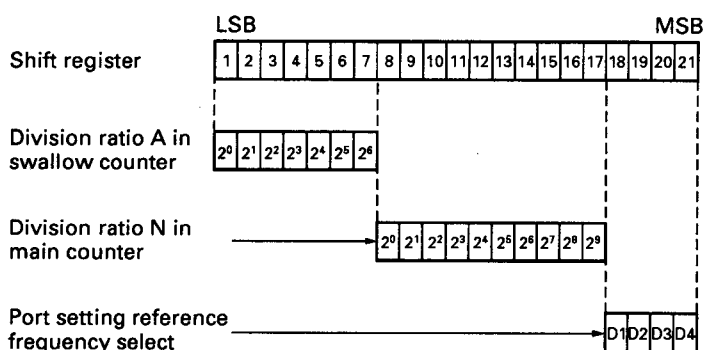 LSB MSB
Shift register 1 2 3 4 5 6 7 8 9 10 11 12 13 14 15 16 17 18 19 20 21
Division ratio A in
swallow counter
2⁰ 2¹ 2² 2³ 2⁴ 2⁵ 2⁶
Division ratio N in
main counter
2⁰ 2¹ 2² 2³ 2⁴ 2⁵ 2⁶ 2⁷ 2⁸ 2⁹
Port setting reference
frequency select
D1 D2 D3 D4